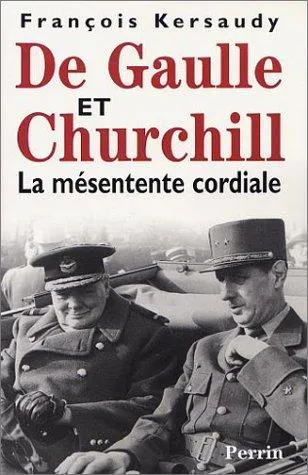 François Kersaudy
De Gaulle
ET
Churchill
La mésentente cordiale
Perrin